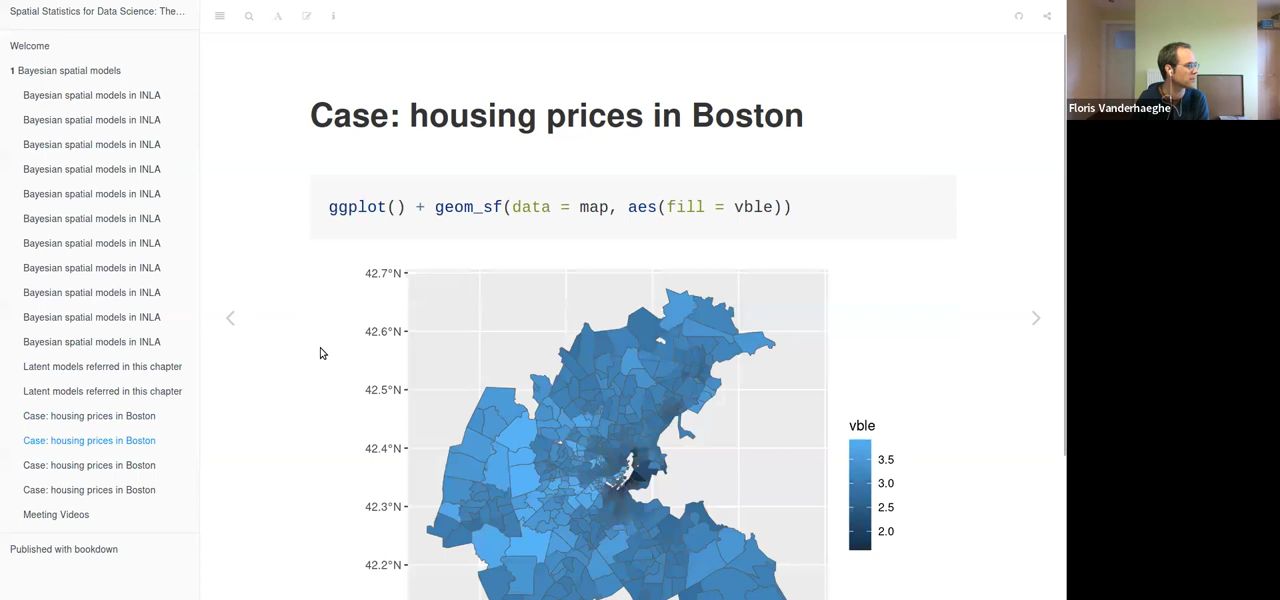 Spatial Statistics for Data Science: The...
Welcome
1 Bayesian spatial models
Bayesian spatial models in INLA
Bayesian spatial models in INLA
Bayesian spatial models in INLA
Bayesian spatial models in INLA
Bayesian spatial models in INLA
Bayesian spatial models in INLA
Bayesian spatial models in INLA
Bayesian spatial models in INLA
Bayesian spatial models in INLA
Bayesian spatial models in INLA
Bayesian spatial models in INLA
Latent models referred in this chapter
Latent models referred in this chapter
Case: housing prices in Boston
Case: housing prices in Boston
Case: housing prices in Boston
Case: housing prices in Boston
Meeting Videos
Published with bookdown
Case: housing prices in Boston
ggplot() + geom_sf(data = map, aes(fill = vble))
42.7°N
42.6°N
42.5°N
42.4°N
42.3°N
42.2°N
vble
3.5
3.0
2.5
2.0
Floris Vanderhaeghe